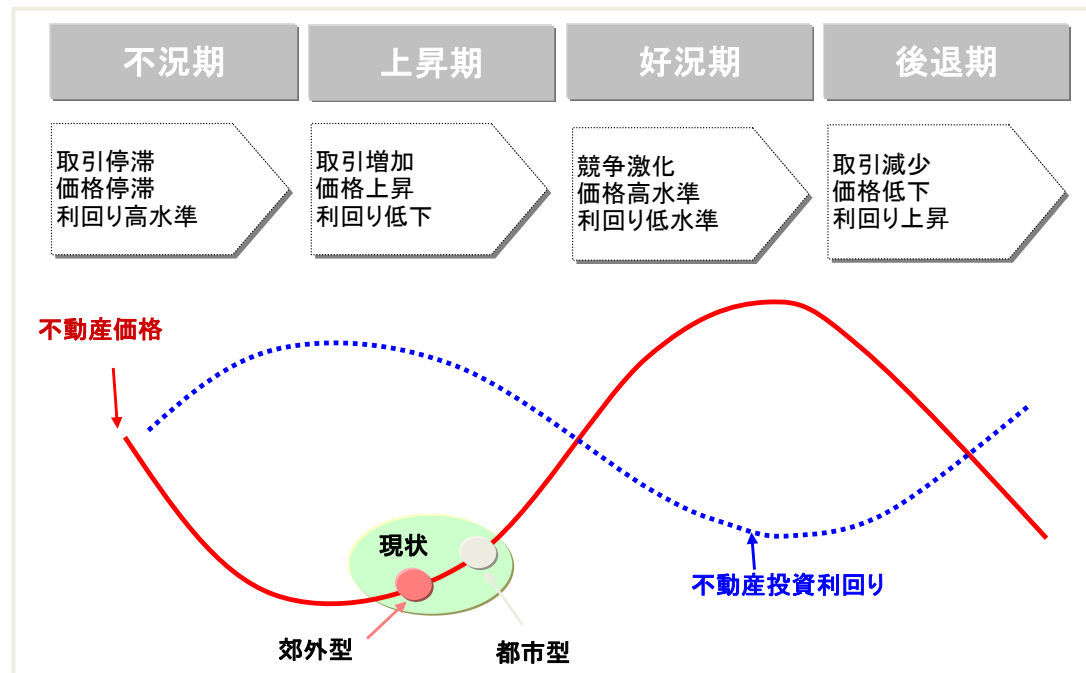 不況期
上昇期
好況期
後退期
取引停滞
価格停滞
利回り高水準
取引増加
価格上昇
利回り低下
競争激化
価格高水準
利回り低水準
取引減少
価格低下
利回り上昇
不動産価格
現状
不動産投資利回り
郊外型
都市型